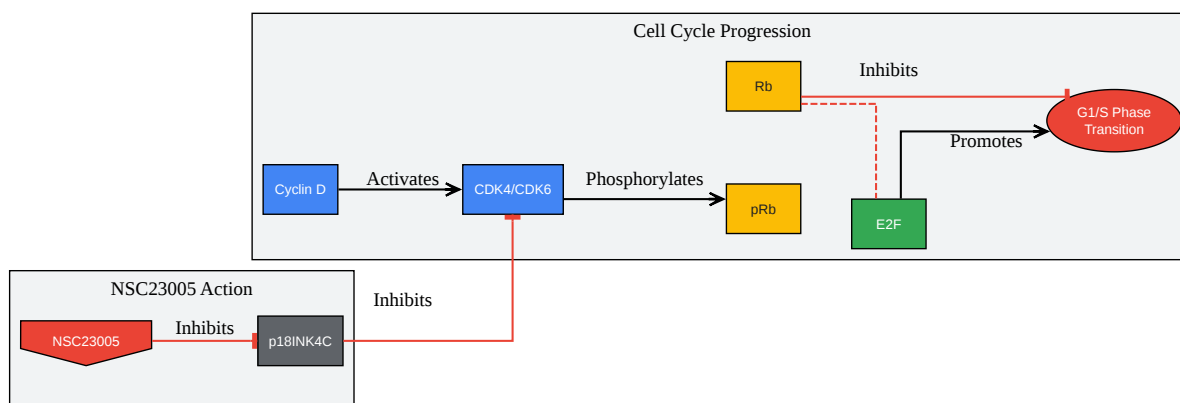 Cell Cycle Progression
Rb
Inhibits
G1/S Phase
Transition
Promotes
Cyclin D
Activates
CDK4/CDK6
Phosphorylates
pRb
E2F
NSC23005 Action
Inhibits
NSC23005
Inhibits
p18INK4C